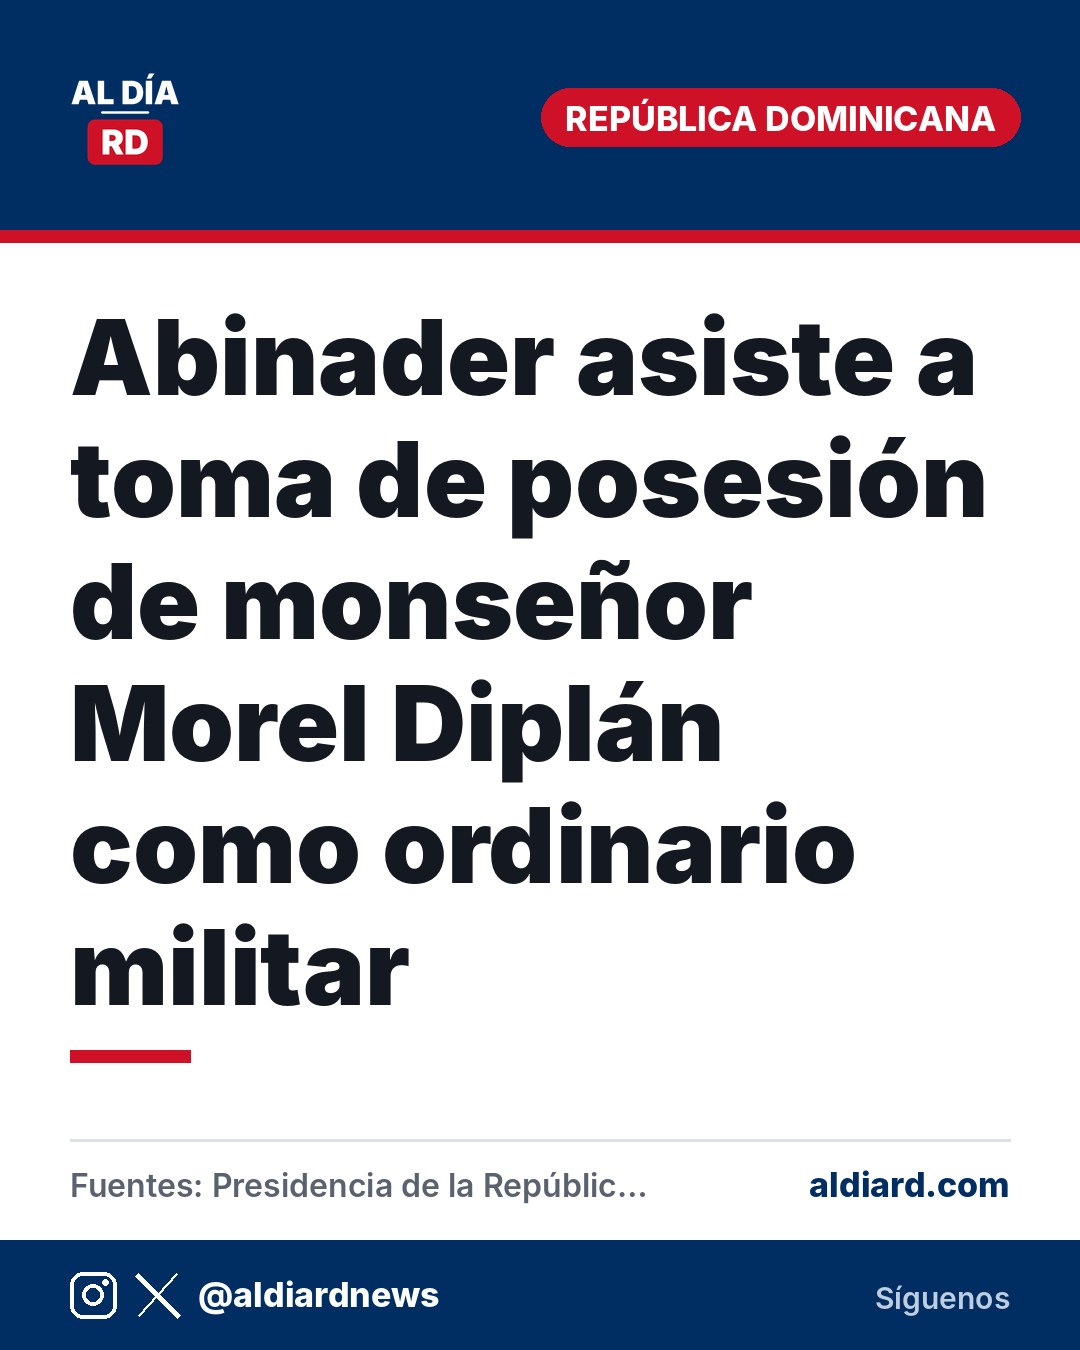 AL DÍA
RD
REPÚBLICA DOMINICANA
Abinader asiste a
toma de posesión
de monseñor
Morel Diplán
como ordinario
militar
Fuentes: Presidencia de la Repúblic...
aldiard.com
@aldiardnews
Síguenos